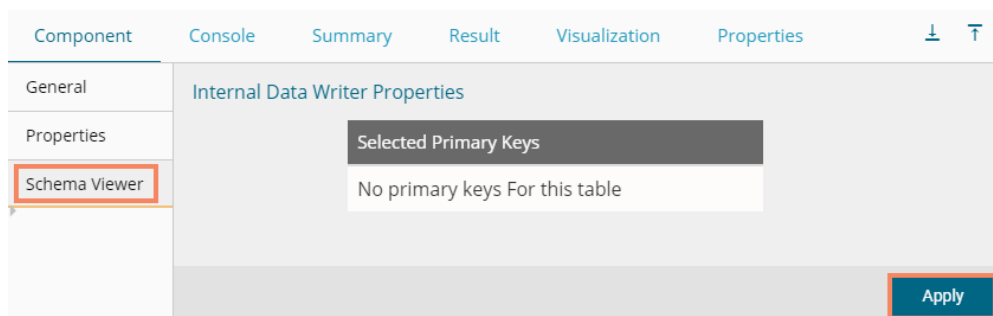 Component Console Summary Result Visualization Properties
General
Internal Data Writer Properties
Properties
Selected Primary Keys
Schema Viewer
No primary keys For this table
Apply